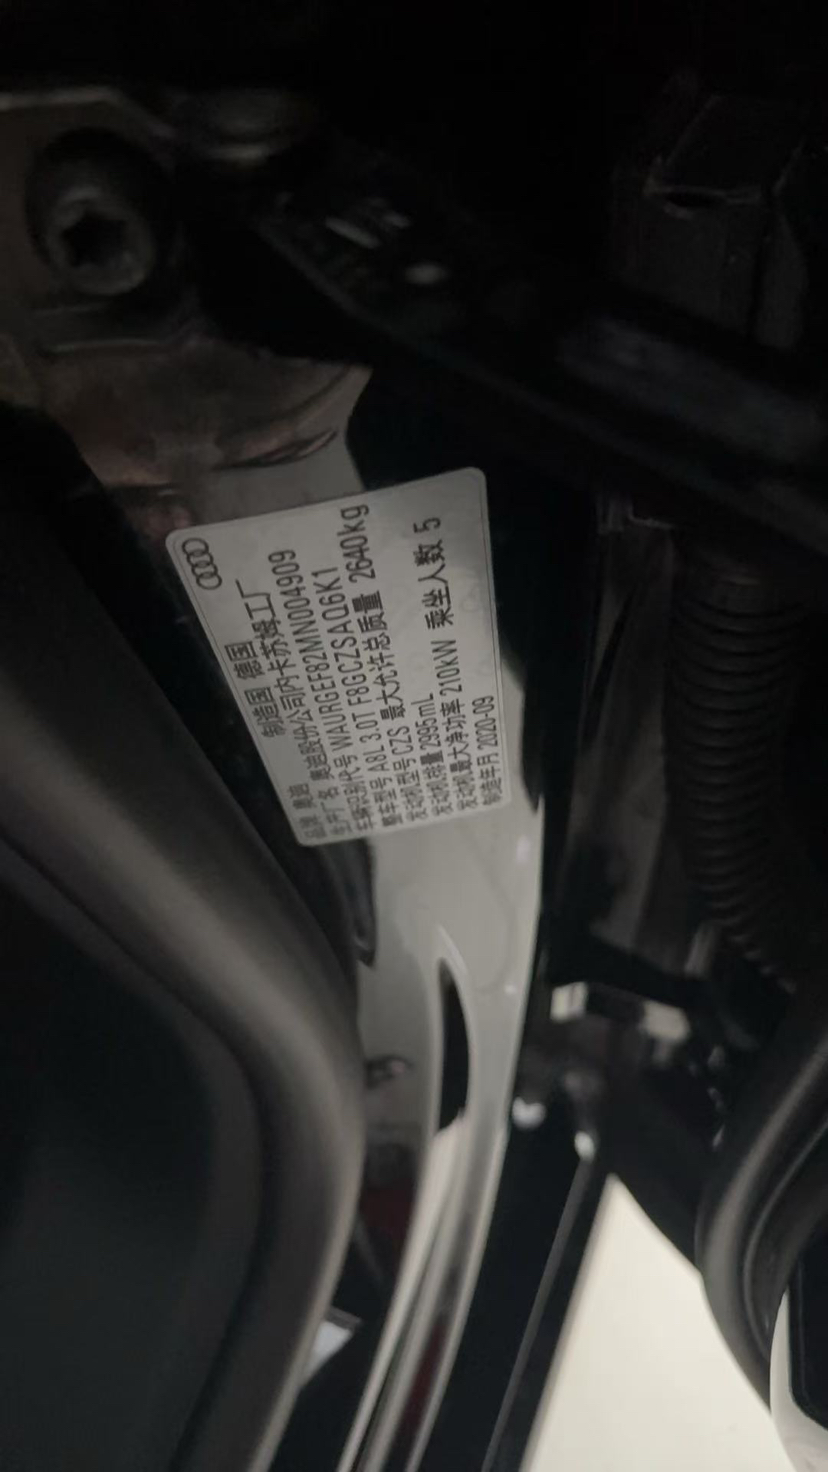 品牌 奥迪 制造国 德国
生产厂名 奥迪股份公司内卡苏姆工厂
车辆识别代号 WAURGEF82MN004909
整车型号 A8L 3.0T F8GCZSAQ6K1
发动机型号 CZS 最大允许总质量 2640kg
发动机排量 2995mL
发动机最大净功率 210kW 乘坐人数 5
制造年月 2020-09